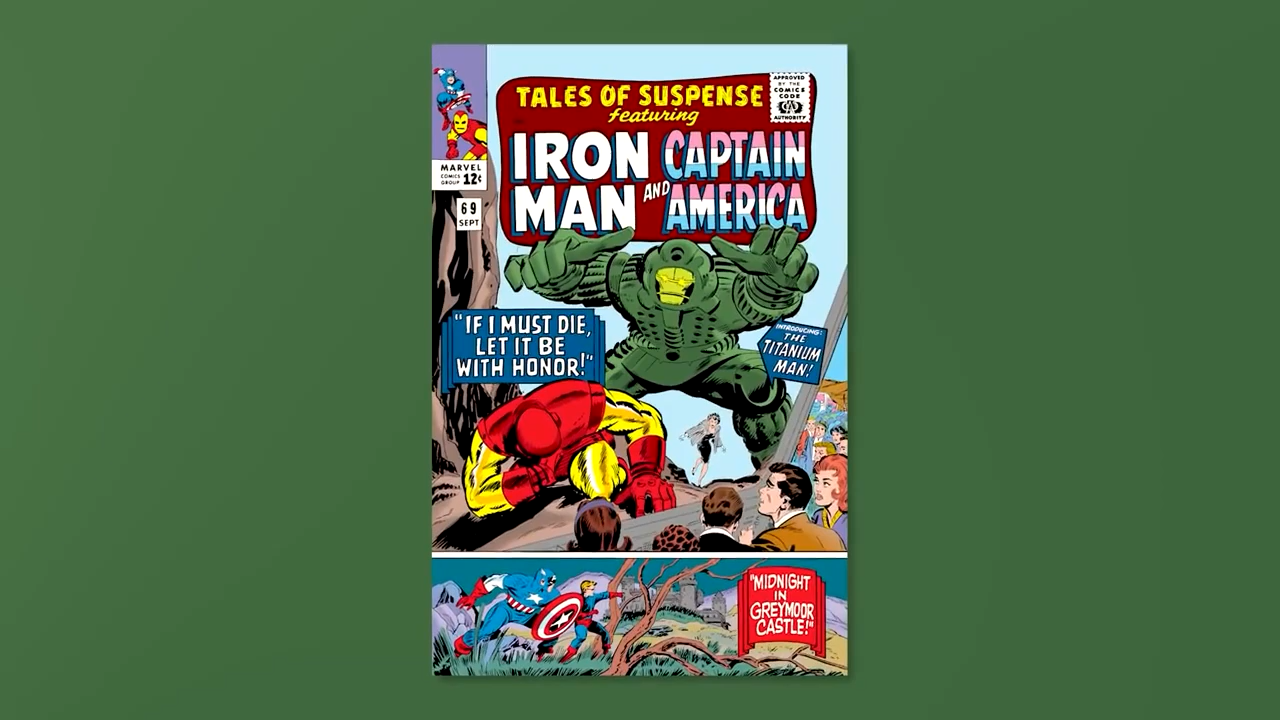 TALES OF SUSPENSE
featuring
IRON MAN
AND
CAPTAIN AMERICA
APPROVED
BY THE
COMICS
CODE
CA
AUTHORITY
MARVEL
COMICS
GROUP 12¢
69
SEPT
"IF I MUST DIE,
LET IT BE
WITH HONOR!"
INTRODUCING:
THE
TITANIUM
MAN!
"MIDNIGHT
IN
GREYMOOR
CASTLE!"